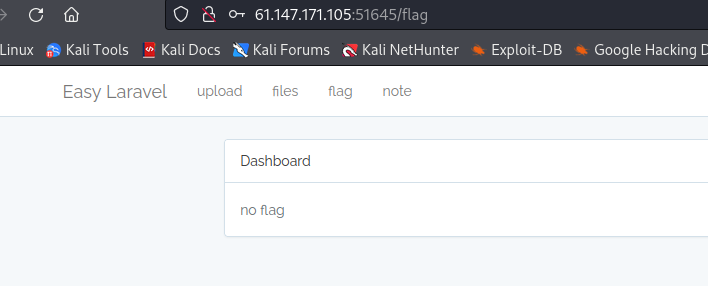 61.147.171.105:51645/flag
Linux Kali Tools Kali Docs Kali Forums Kali NetHunter Exploit-DB Google Hacking D
Easy Laravel upload files flag note
Dashboard
no flag